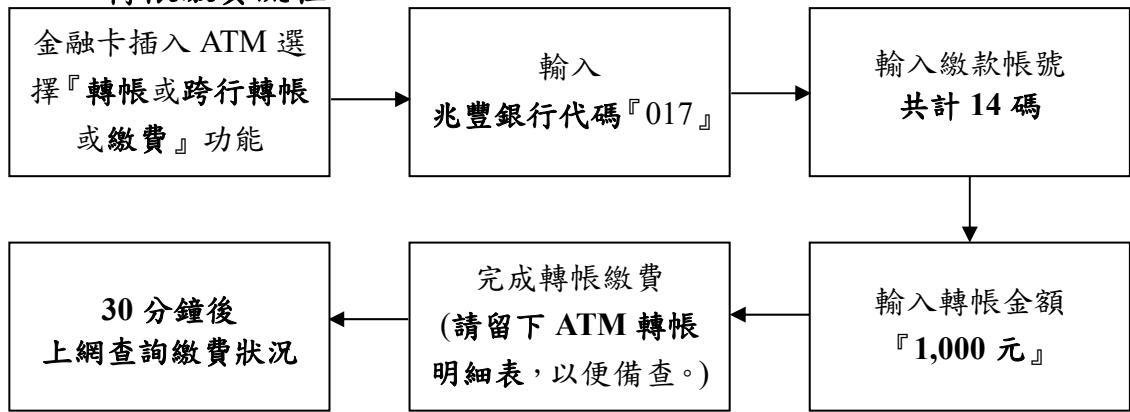 金融卡插入 ATM 選
擇『轉帳或跨行轉帳
或繳費』功能
輸入
兆豐銀行代碼『017』
輸入繳款帳號
共計 14 碼
輸入轉帳金額
『1,000 元』
完成轉帳繳費
(請留下 ATM 轉帳
明細表，以便備查。)
30 分鐘後
上網查詢繳費狀況